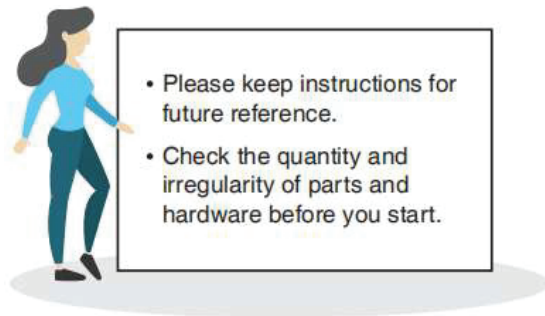 • Please keep instructions for
future reference.
• Check the quantity and
irregularity of parts and
hardware before you start.